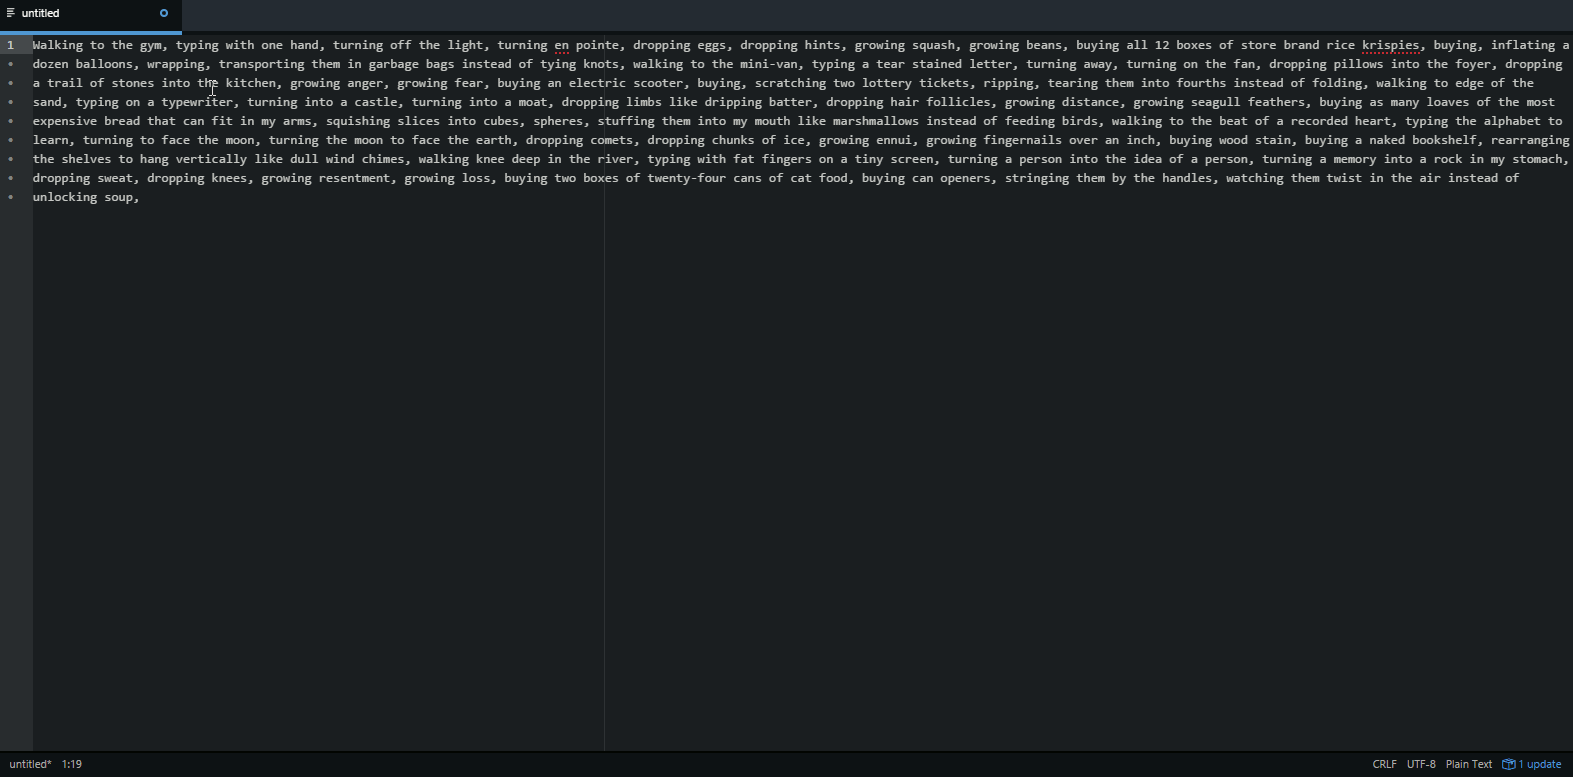 untitled
1 Walking to the gym, typing with one hand, turning off the light, turning en pointe, dropping eggs, dropping hints, growing squash, growing beans, buying all 12 boxes of store brand rice krispies, buying, inflating a
dozen balloons, wrapping, transporting them in garbage bags instead of tying knots, walking to the mini-van, typing a tear stained letter, turning away, turning on the fan, dropping pillows into the foyer, dropping
a trail of stones into the kitchen, growing anger, growing fear, buying an electric scooter, buying, scratching two lottery tickets, ripping, tearing them into fourths instead of folding, walking to edge of the
sand, typing on a typewriter, turning into a castle, turning into a moat, dropping limbs like dripping batter, dropping hair follicles, growing distance, growing seagull feathers, buying as many loaves of the most
expensive bread that can fit in my arms, squishing slices into cubes, spheres, stuffing them into my mouth like marshmallows instead of feeding birds, walking to the beat of a recorded heart, typing the alphabet to
learn, turning to face the moon, turning the moon to face the earth, dropping comets, dropping chunks of ice, growing ennui, growing fingernails over an inch, buying wood stain, buying a naked bookshelf, rearranging
the shelves to hang vertically like dull wind chimes, walking knee deep in the river, typing with fat fingers on a tiny screen, turning a person into the idea of a person, turning a memory into a rock in my stomach,
dropping sweat, dropping knees, growing resentment, growing loss, buying two boxes of twenty-four cans of cat food, buying can openers, stringing them by the handles, watching them twist in the air instead of
unlocking soup,
untitled* 1:19 CRLF UTF-8 Plain Text 1 update